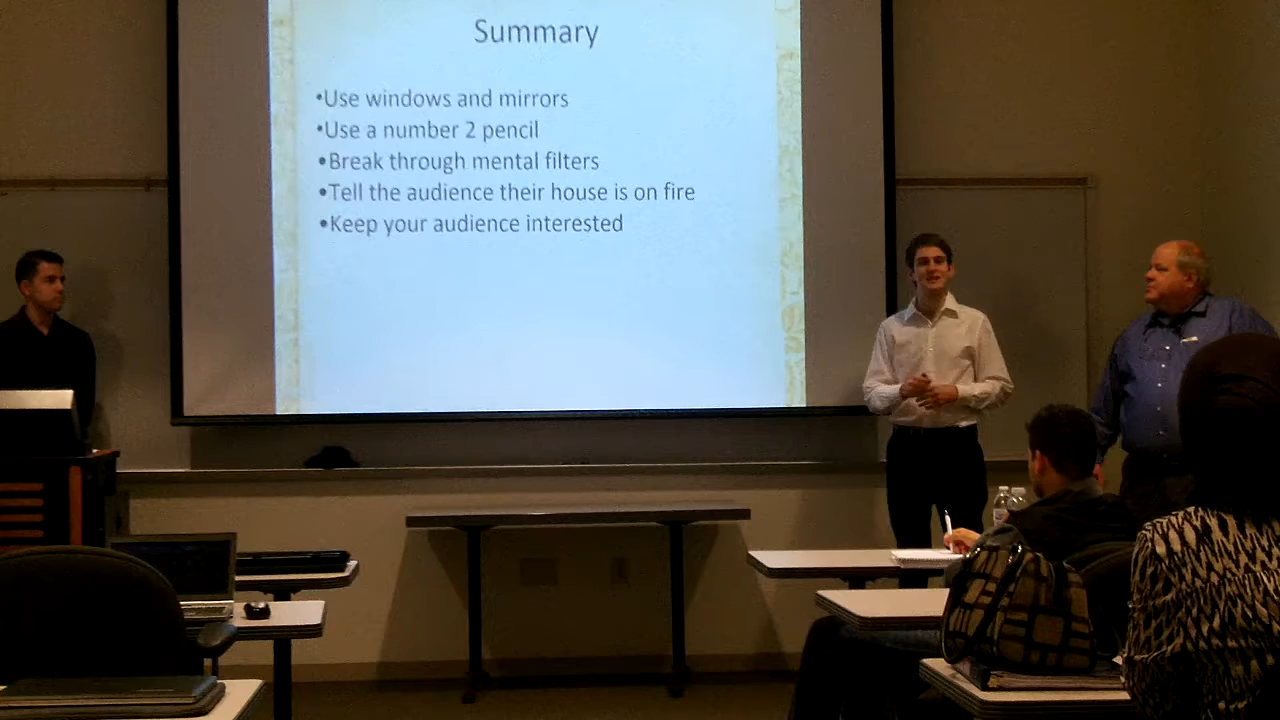 Summary
•Use windows and mirrors
•Use a number 2 pencil
•Break through mental filters
•Tell the audience their house is on fire
•Keep your audience interested